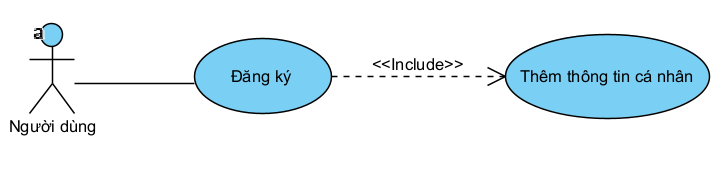 a
<<Include>>
Đăng ký
Thêm thông tin cá nhân
Người dùng